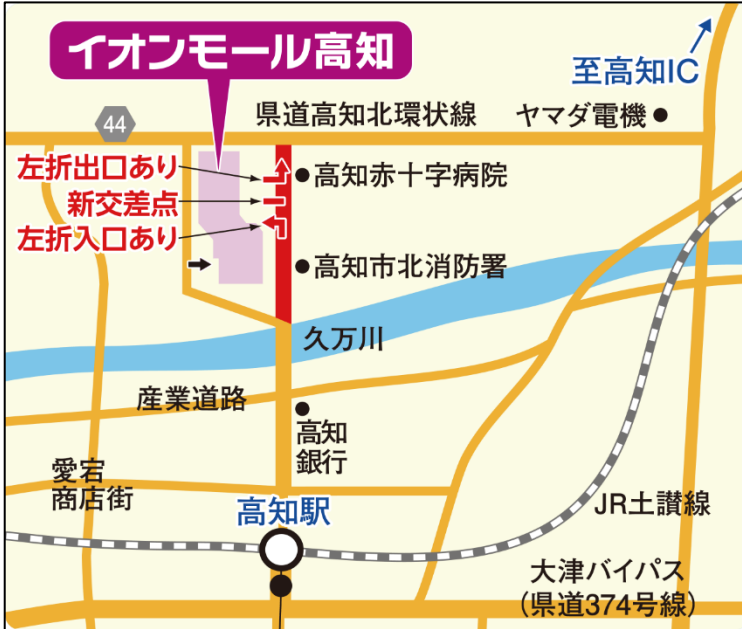 イオンモール高知
至高知IC
44
県道高知北環状線
ヤマダ電機
左折出口あり
高知赤十字病院
新交差点
左折入口あり
高知市北消防署
久万川
産業道路
高知
銀行
愛宕
商店街
高知駅
JR土讃線
大津バイパス
（県道374号線）